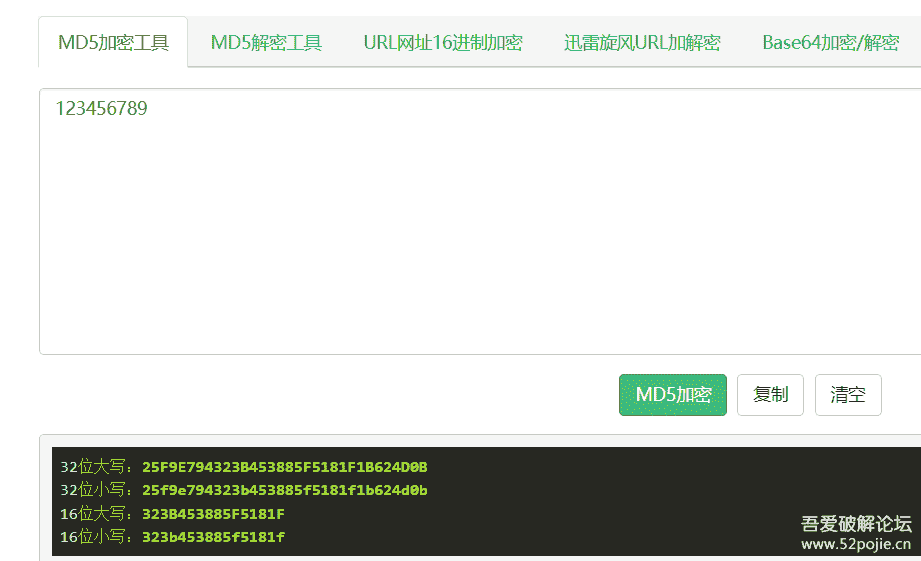 MD5加密工具 MD5解密工具 URL网址16进制加密 迅雷旋风URL加解密 Base64加密/解密
123456789
MD5加密 复制 清空
32位大写：25F9E794323B453885F5181F1B624D0B
32位小写：25f9e794323b453885f5181f1b624d0b
16位大写：323B453885F5181F
16位小写：323b453885f5181f
吾爱破解论坛
www.52pojie.cn